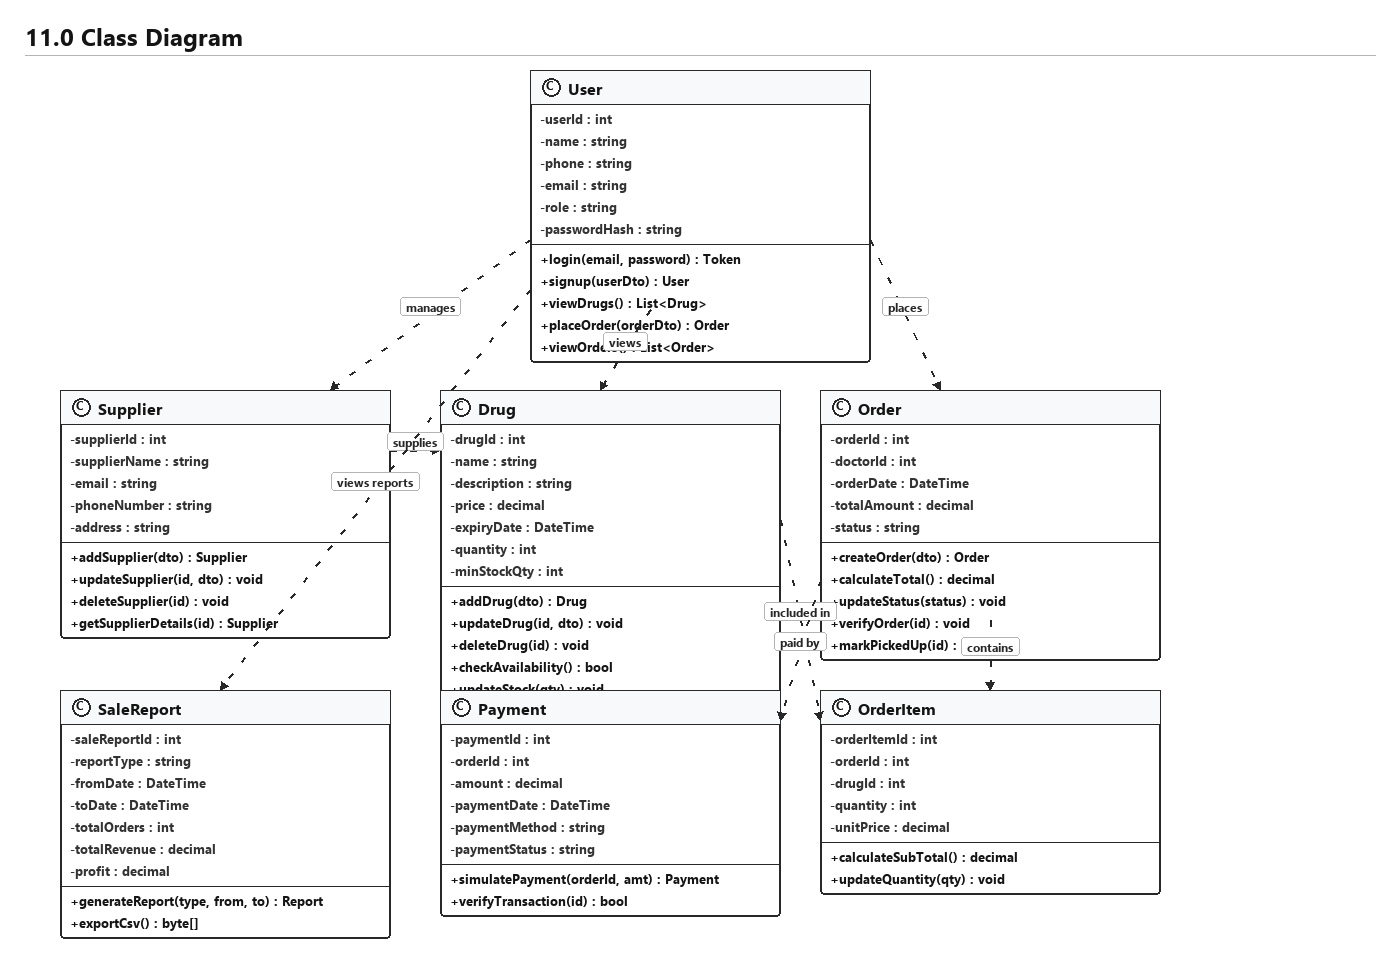 11.0 Class Diagram
C User
-userId : int
-name : string
-phone : string
-email : string
-role : string
-passwordHash : string
+login(email, password) : Token
+signup(userDto) : User
+viewDrugs() : List<Drug>
+placeOrder(orderDto) : Order
+viewOrders() : List<Order>
manages
views
places
C Supplier
-supplierId : int
-supplierName : string
-email : string
-phoneNumber : string
-address : string
+addSupplier(dto) : Supplier
+updateSupplier(id, dto) : void
+deleteSupplier(id) : void
+getSupplierDetails(id) : Supplier
supplies
views reports
C Drug
-drugId : int
-name : string
-description : string
-price : decimal
-expiryDate : DateTime
-quantity : int
-minStockQty : int
+addDrug(dto) : Drug
+updateDrug(id, dto) : void
+deleteDrug(id) : void
+checkAvailability() : bool
+updateStock(qty) : void
C Order
-orderId : int
-doctorId : int
-orderDate : DateTime
-totalAmount : decimal
-status : string
+createOrder(dto) : Order
+calculateTotal() : decimal
+updateStatus(status) : void
+verifyOrder(id) : void
+markPickedUp(id) :
included in
paid by
contains
C SaleReport
-saleReportId : int
-reportType : string
-fromDate : DateTime
-toDate : DateTime
-totalOrders : int
-totalRevenue : decimal
-profit : decimal
+generateReport(type, from, to) : Report
+exportCsv() : byte[]
C Payment
-paymentId : int
-orderId : int
-amount : decimal
-paymentDate : DateTime
-paymentMethod : string
-paymentStatus : string
+simulatePayment(orderId, amt) : Payment
+verifyTransaction(id) : bool
C OrderItem
-orderItemId : int
-orderId : int
-drugId : int
-quantity : int
-unitPrice : decimal
+calculateSubTotal() : decimal
+updateQuantity(qty) : void